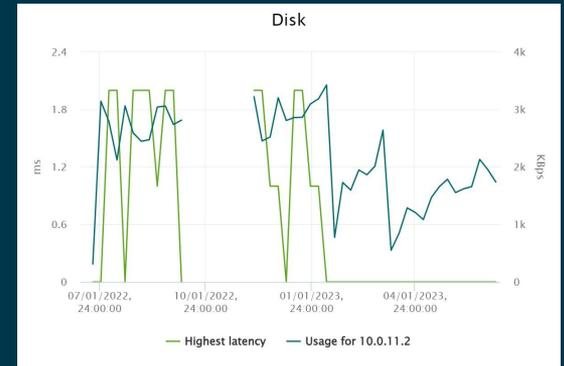 Disk
2.4
4k
1.8
3k
1.2
2k
0.6
1k
0
0
ms
KBps
07/01/2022,
24:00:00
10/01/2022,
24:00:00
01/01/2023,
24:00:00
04/01/2023,
24:00:00
Highest latency
Usage for 10.0.11.2